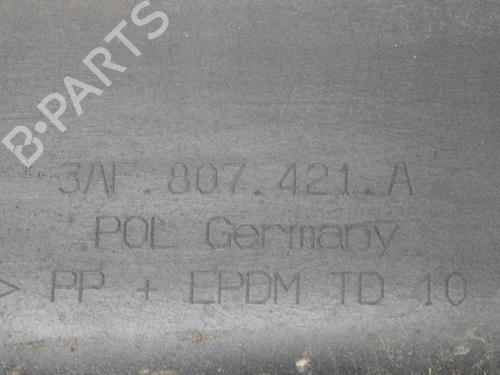 B-PARTS
3AF.807.421.A
POL Germany
> PP + EPDM TD 10